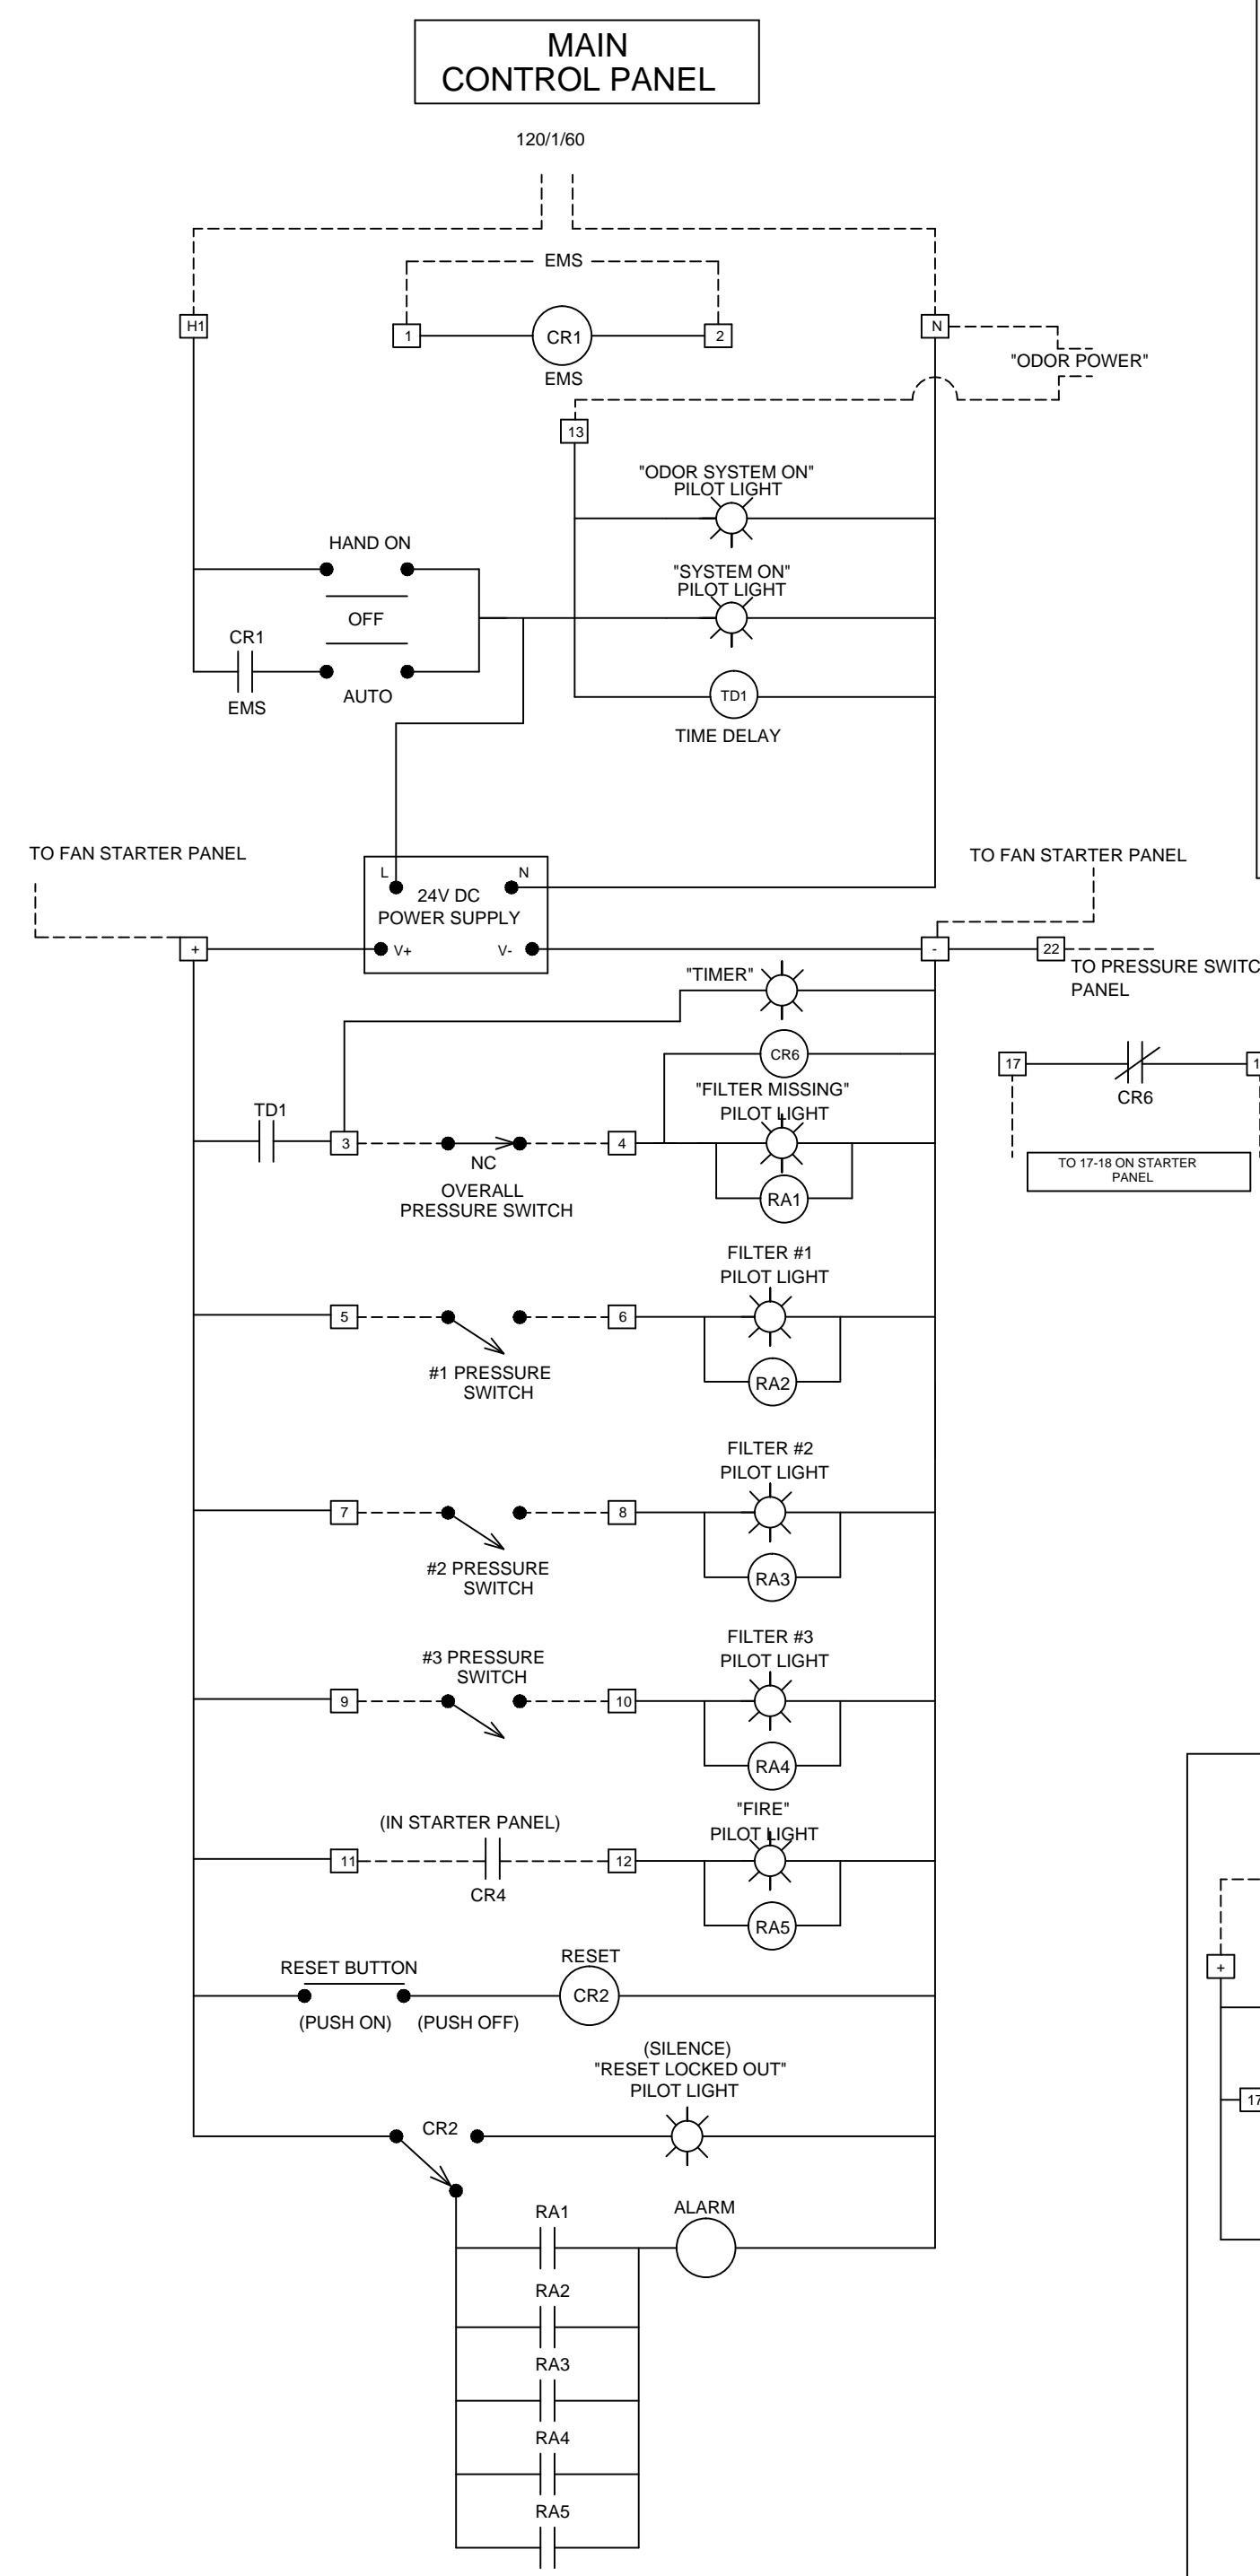 MAIN
CONTROL PANEL
120/1/60
EMS
H1
1
CR1
2
N
EMS
"ODOR POWER"
13
"ODOR SYSTEM ON"
PILOT LIGHT
HAND ON
"SYSTEM ON"
PILOT LIGHT
OFF
CR1
EMS
AUTO
TD1
TIME DELAY
TO FAN STARTER PANEL
TO FAN STARTER PANEL
L
N
24V DC
POWER SUPPLY
+
V+
V-
-
22
TO PRESSURE SWITC
PANEL
"TIMER"
CR6
17
1
CR6
"FILTER MISSING"
PILOT LIGHT
TD1
3
4
NC
OVERALL
PRESSURE SWITCH
RA1
TO 17-18 ON STARTER
PANEL
FILTER #1
PILOT LIGHT
5
6
#1 PRESSURE
SWITCH
RA2
FILTER #2
PILOT LIGHT
7
8
#2 PRESSURE
SWITCH
RA3
FILTER #3
PILOT LIGHT
#3 PRESSURE
SWITCH
9
10
RA4
(IN STARTER PANEL)
"FIRE"
PILOT LIGHT
11
12
CR4
RA5
RESET BUTTON
RESET
CR2
(PUSH ON) (PUSH OFF)
+
(SILENCE)
"RESET LOCKED OUT"
PILOT LIGHT
17
CR2
RA1
ALARM
RA2
RA3
RA4
RA5